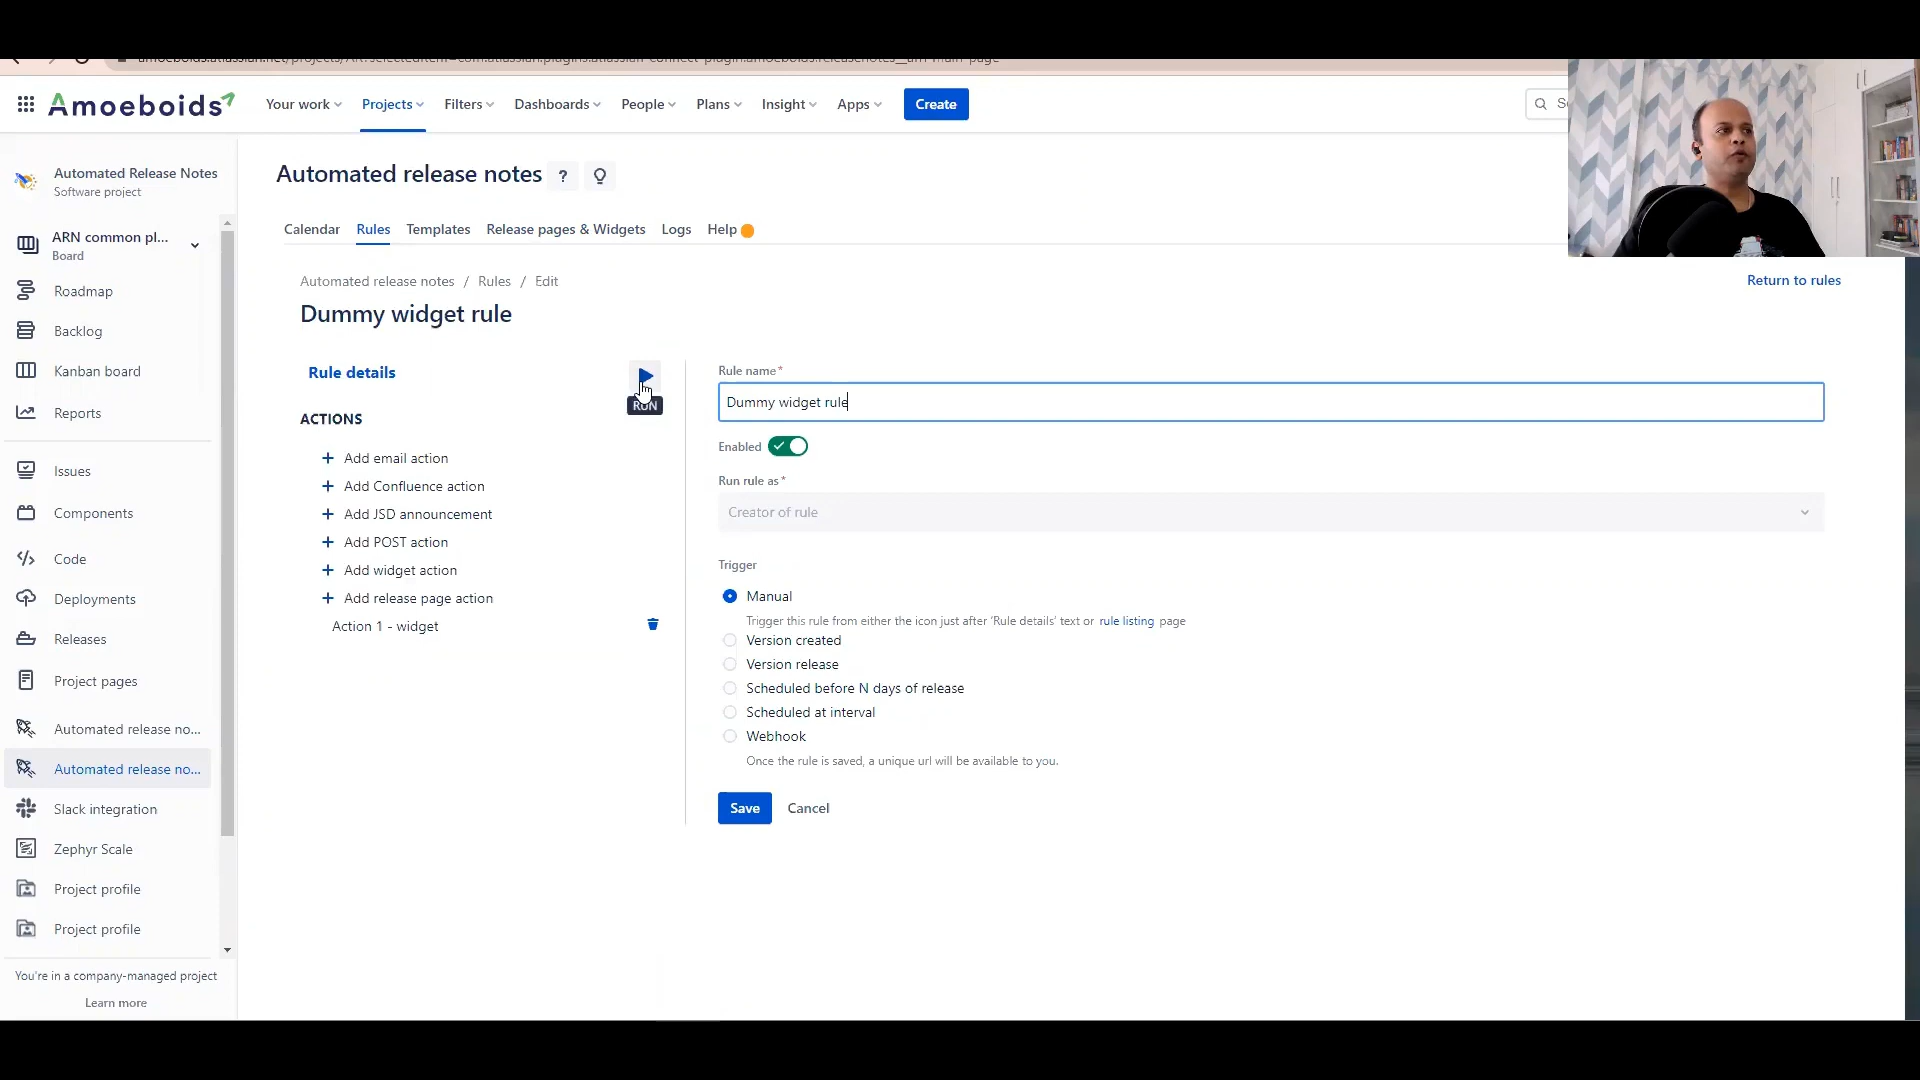 amoeboids.atlassian.net/projects/
Amoeboids
Your work
Projects
Filters
Dashboards
People
Plans
Insight
Apps
Create
Automated Release Notes
Software project
ARN common pl...
Board
Roadmap
Backlog
Kanban board
Reports
Issues
Components
Code
Deployments
Releases
Project pages
Automated release no...
Automated release no...
Slack integration
Zephyr Scale
Project profile
Project profile
You're in a company-managed project
Learn more
Automated release notes ?
Calendar
Rules
Templates
Release pages & Widgets
Logs
Help
Automated release notes / Rules / Edit
Return to rules
Dummy widget rule
Rule details
RUN
ACTIONS
+ Add email action
+ Add Confluence action
+ Add JSD announcement
+ Add POST action
+ Add widget action
+ Add release page action
Action 1 - widget
Rule name*
Dummy widget rule
Enabled
Run rule as*
Creator of rule
Trigger
Manual
Trigger this rule from either the icon just after 'Rule details' text or rule listing page
Version created
Version release
Scheduled before N days of release
Scheduled at interval
Webhook
Once the rule is saved, a unique url will be available to you.
Save
Cancel